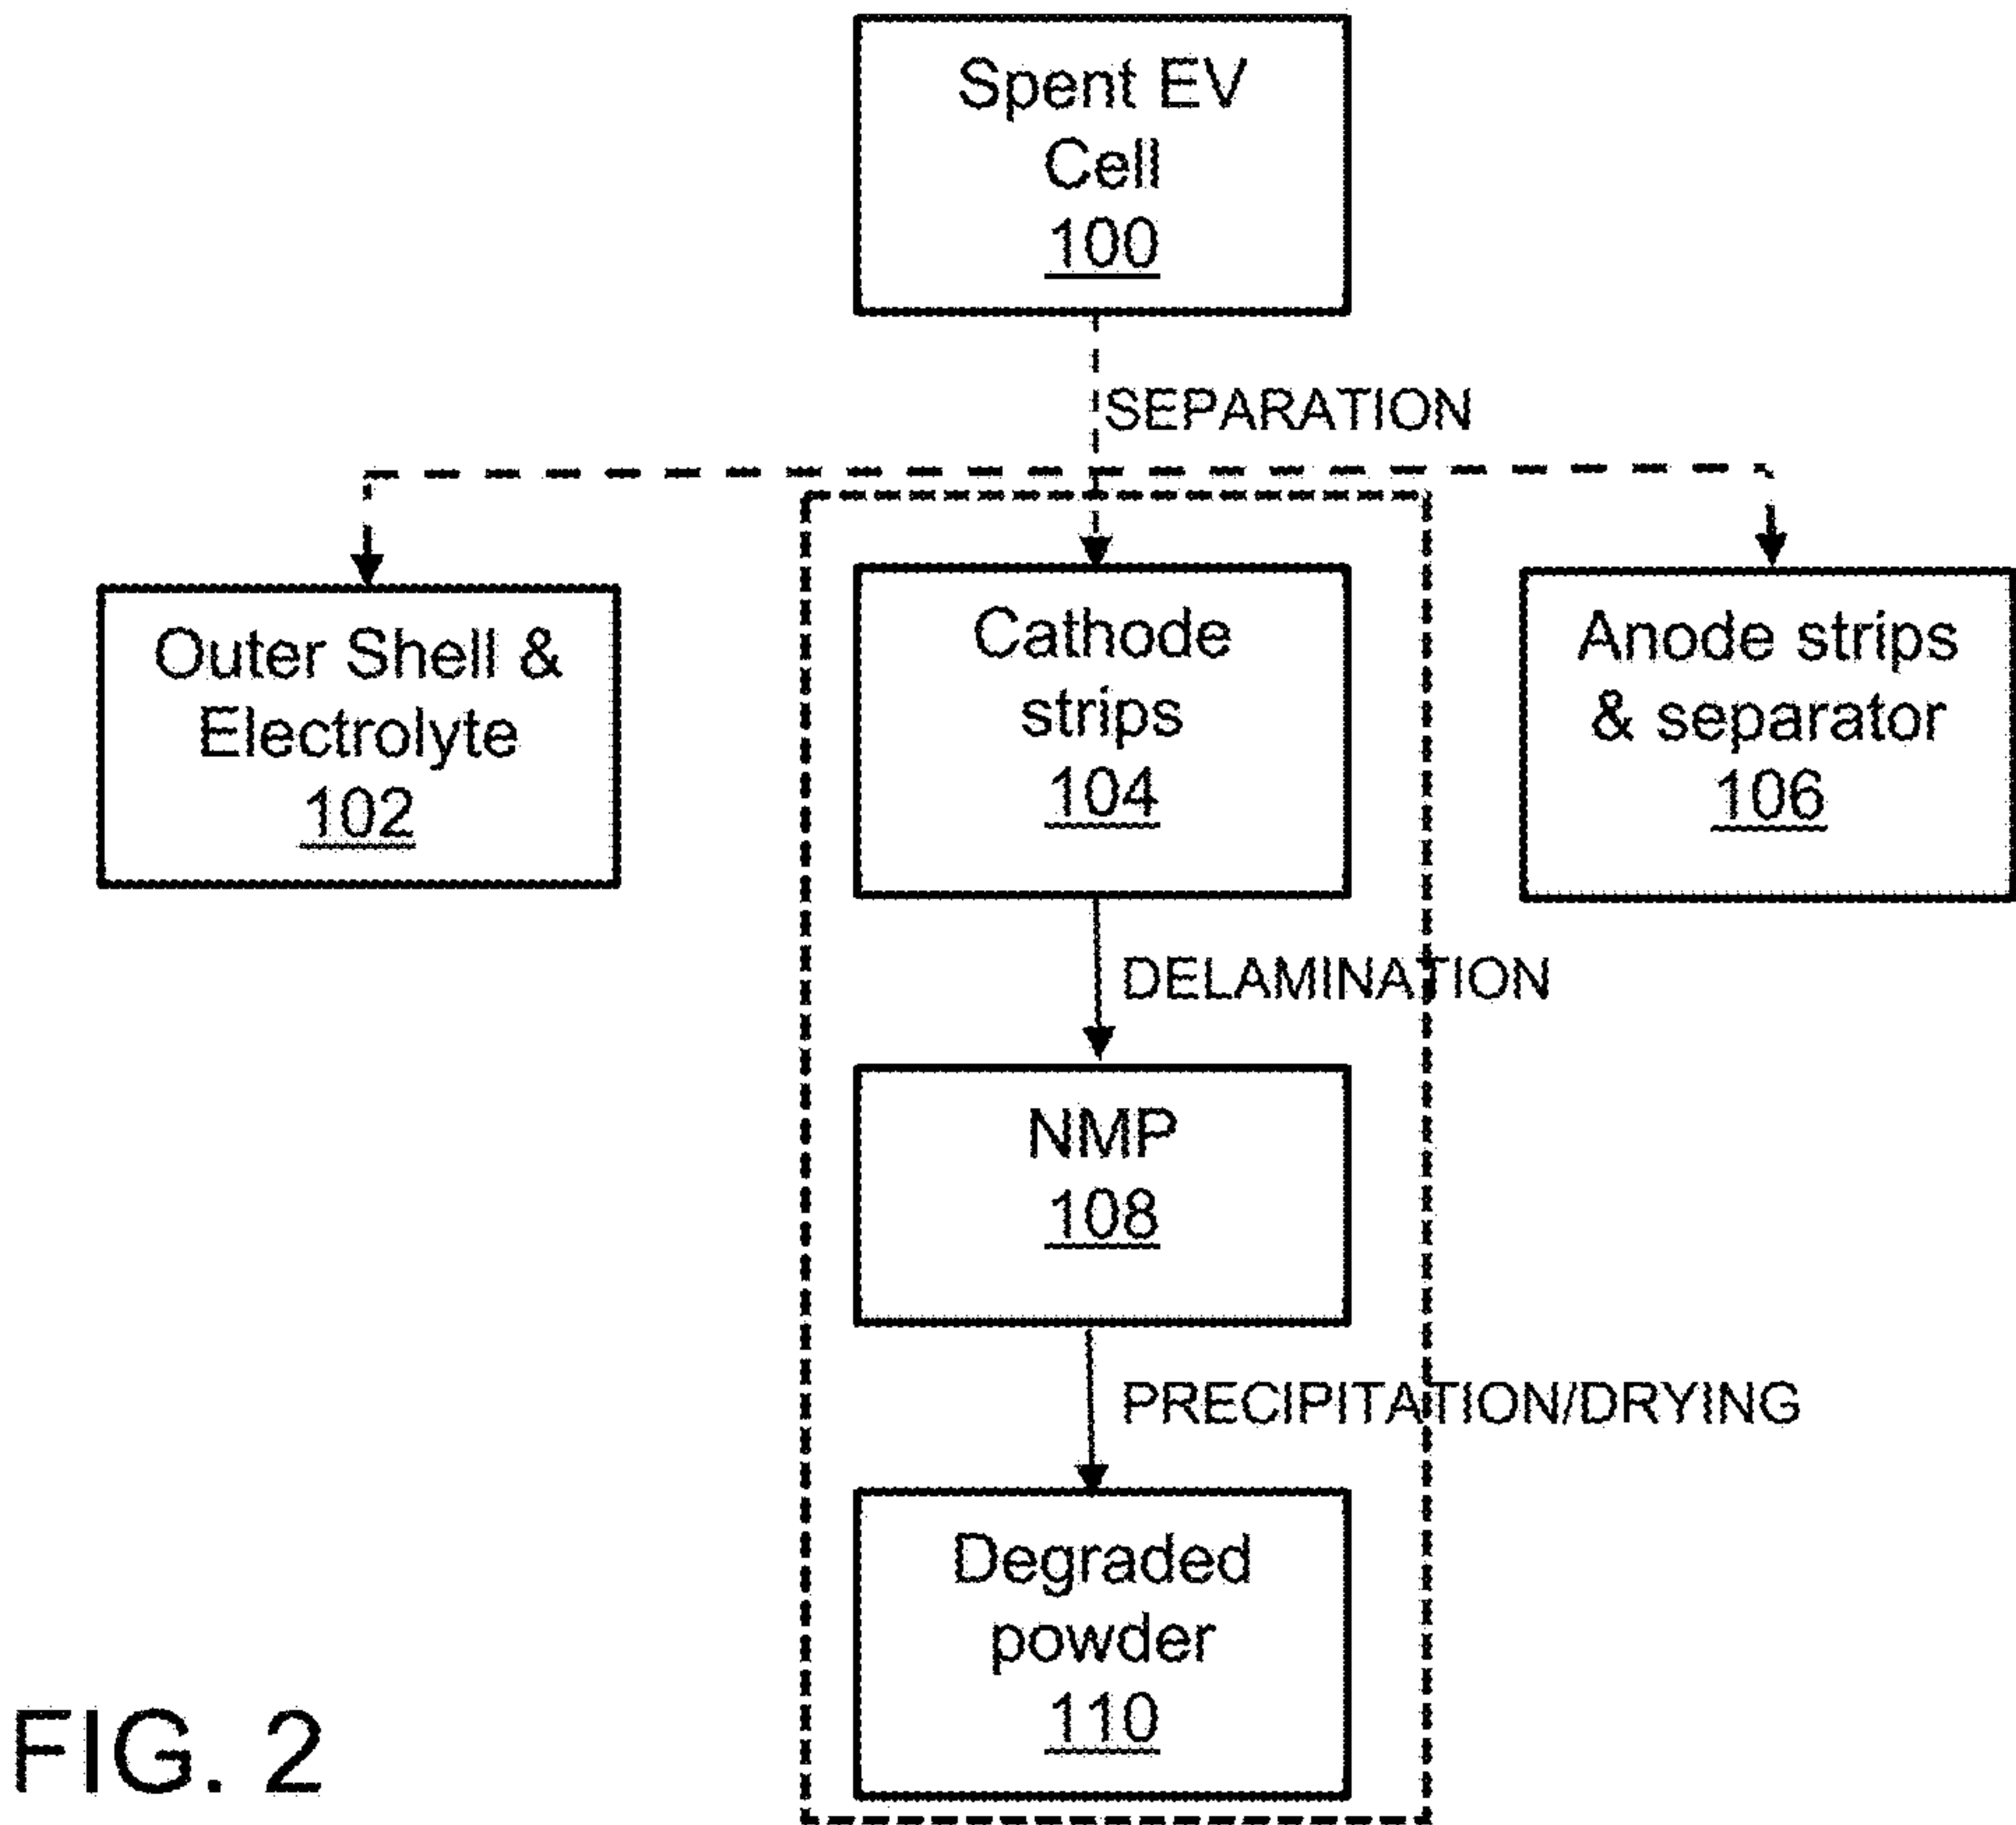 Spent EV
Cell
100
SEPARATION
Outer Shell &
Electrolyte
102
Cathode
strips
104
Anode strips
& separator
106
DELAMINATION
NMP
108
PRECIPITATION/DRYING
Degraded
powder
110
FIG. 2